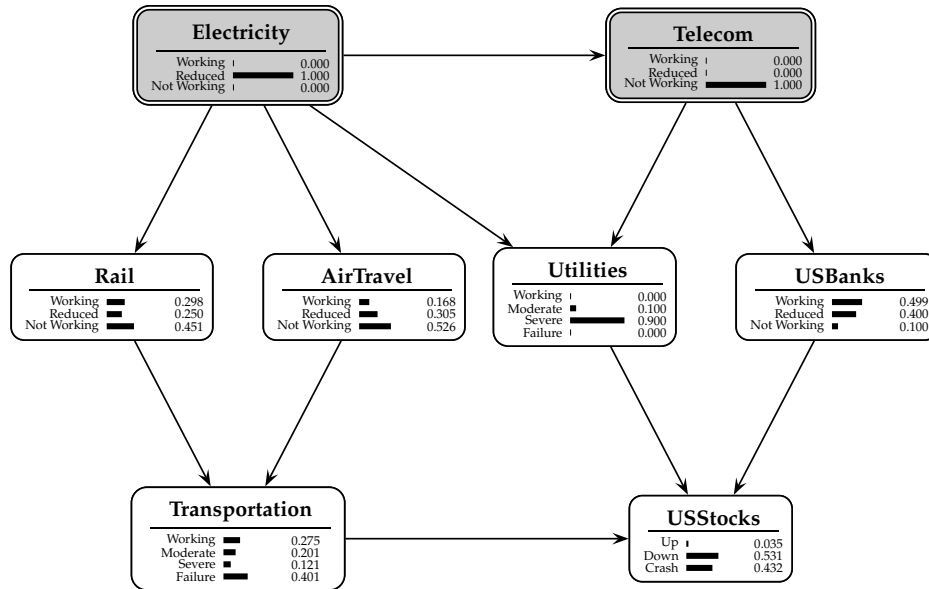 Electricity
Working 0.000
Reduced 1.000
Not Working 0.000
Telecom
Working 0.000
Reduced 0.000
Not Working 1.000
Rail
Working 0.298
Reduced 0.250
Not Working 0.451
AirTravel
Working 0.168
Reduced 0.305
Not Working 0.526
Utilities
Working 0.000
Moderate 0.100
Severe 0.900
Failure 0.000
USBanks
Working 0.499
Reduced 0.400
Not Working 0.100
Transportation
Working 0.275
Moderate 0.201
Severe 0.121
Failure 0.401
USStocks
Up 0.035
Down 0.531
Crash 0.432